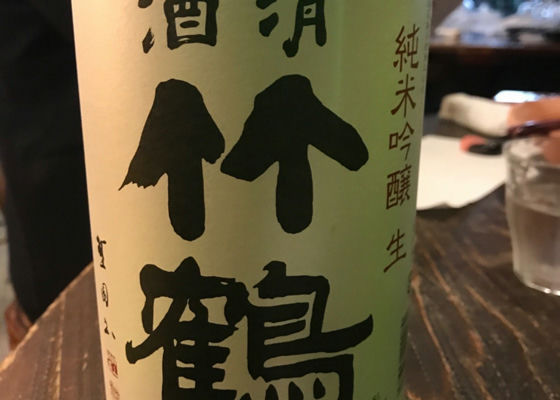 清酒
竹鶴
純米吟醸 生